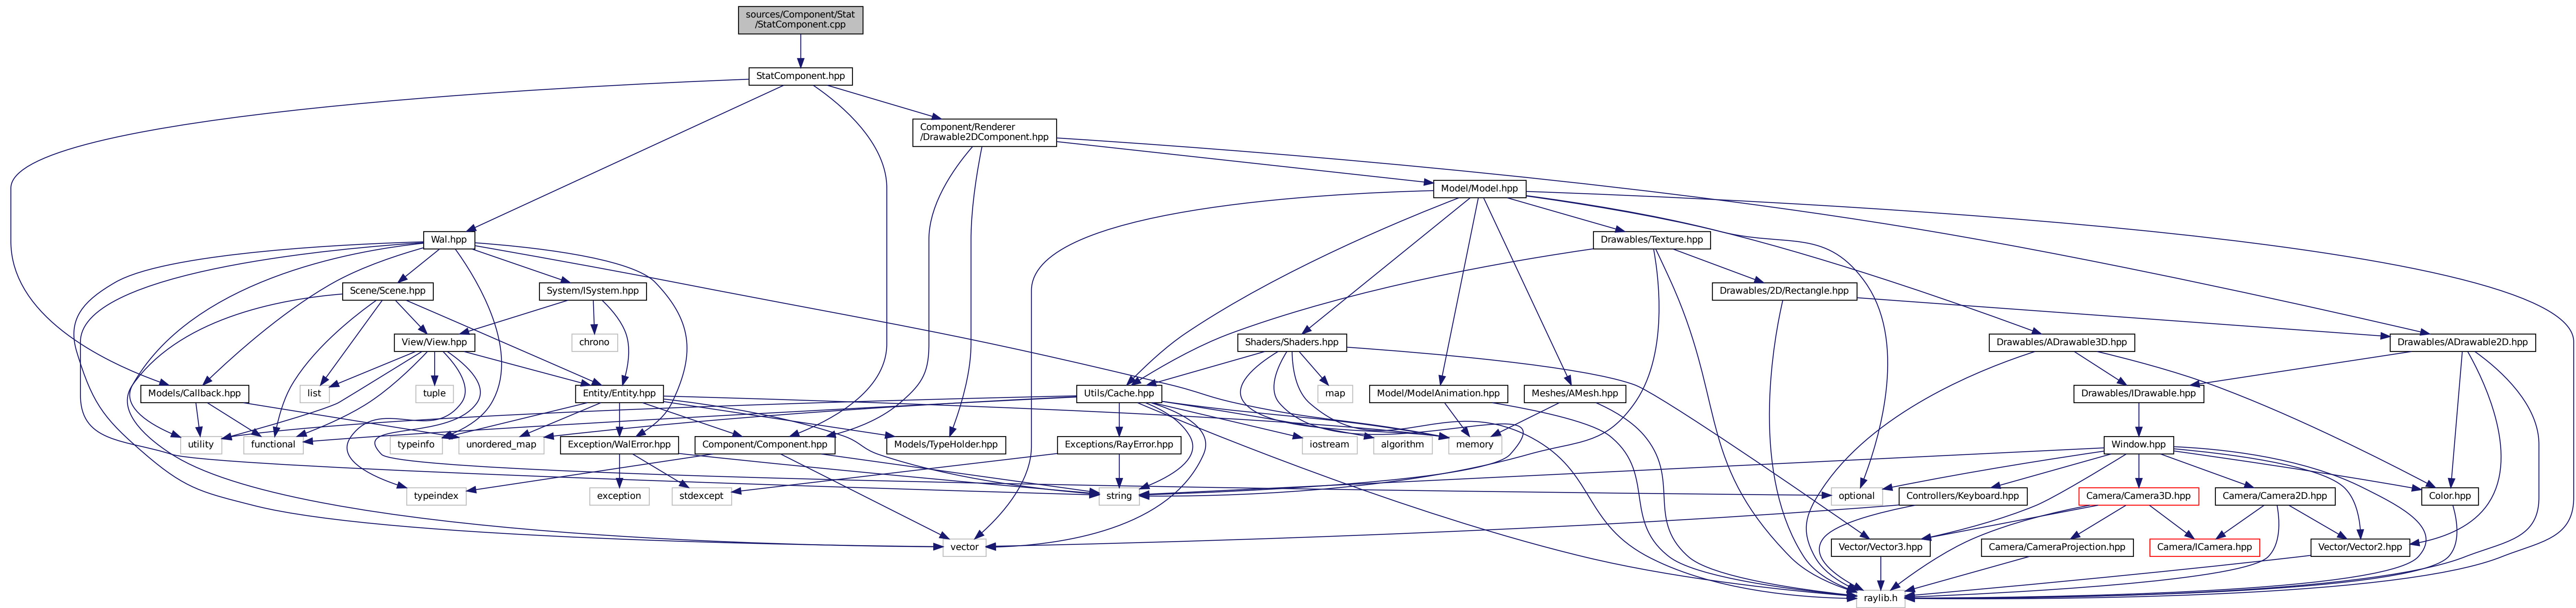 sources/Component/Stat
/StatComponent.cpp
StatComponent.hpp
Component/Renderer
/Drawable2DComponent.hpp
Model/Model.hpp
Wal.hpp
Drawables/Texture.hpp
Scene/Scene.hpp
System/ISystem.hpp
Drawables/2D/Rectangle.hpp
View/View.hpp
chrono
Shaders/Shaders.hpp
Drawables/ADrawable3D.hpp
Drawables/ADrawable2D.hpp
Models/Callback.hpp
list
tuple
Entity/Entity.hpp
Utils/Cache.hpp
map
Model/ModelAnimation.hpp
Meshes/AMesh.hpp
Drawables/IDrawable.hpp
utility
functional
typeinfo
unordered_map
Exception/WalError.hpp
Component/Component.hpp
Models/TypeHolder.hpp
Exceptions/RayError.hpp
iostream
algorithm
memory
Window.hpp
typeindex
exception
stdexcept
string
optional
Controllers/Keyboard.hpp
Camera/Camera3D.hpp
Camera/Camera2D.hpp
Color.hpp
vector
Vector/Vector3.hpp
Camera/CameraProjection.hpp
Camera/ICamera.hpp
Vector/Vector2.hpp
raylib.h